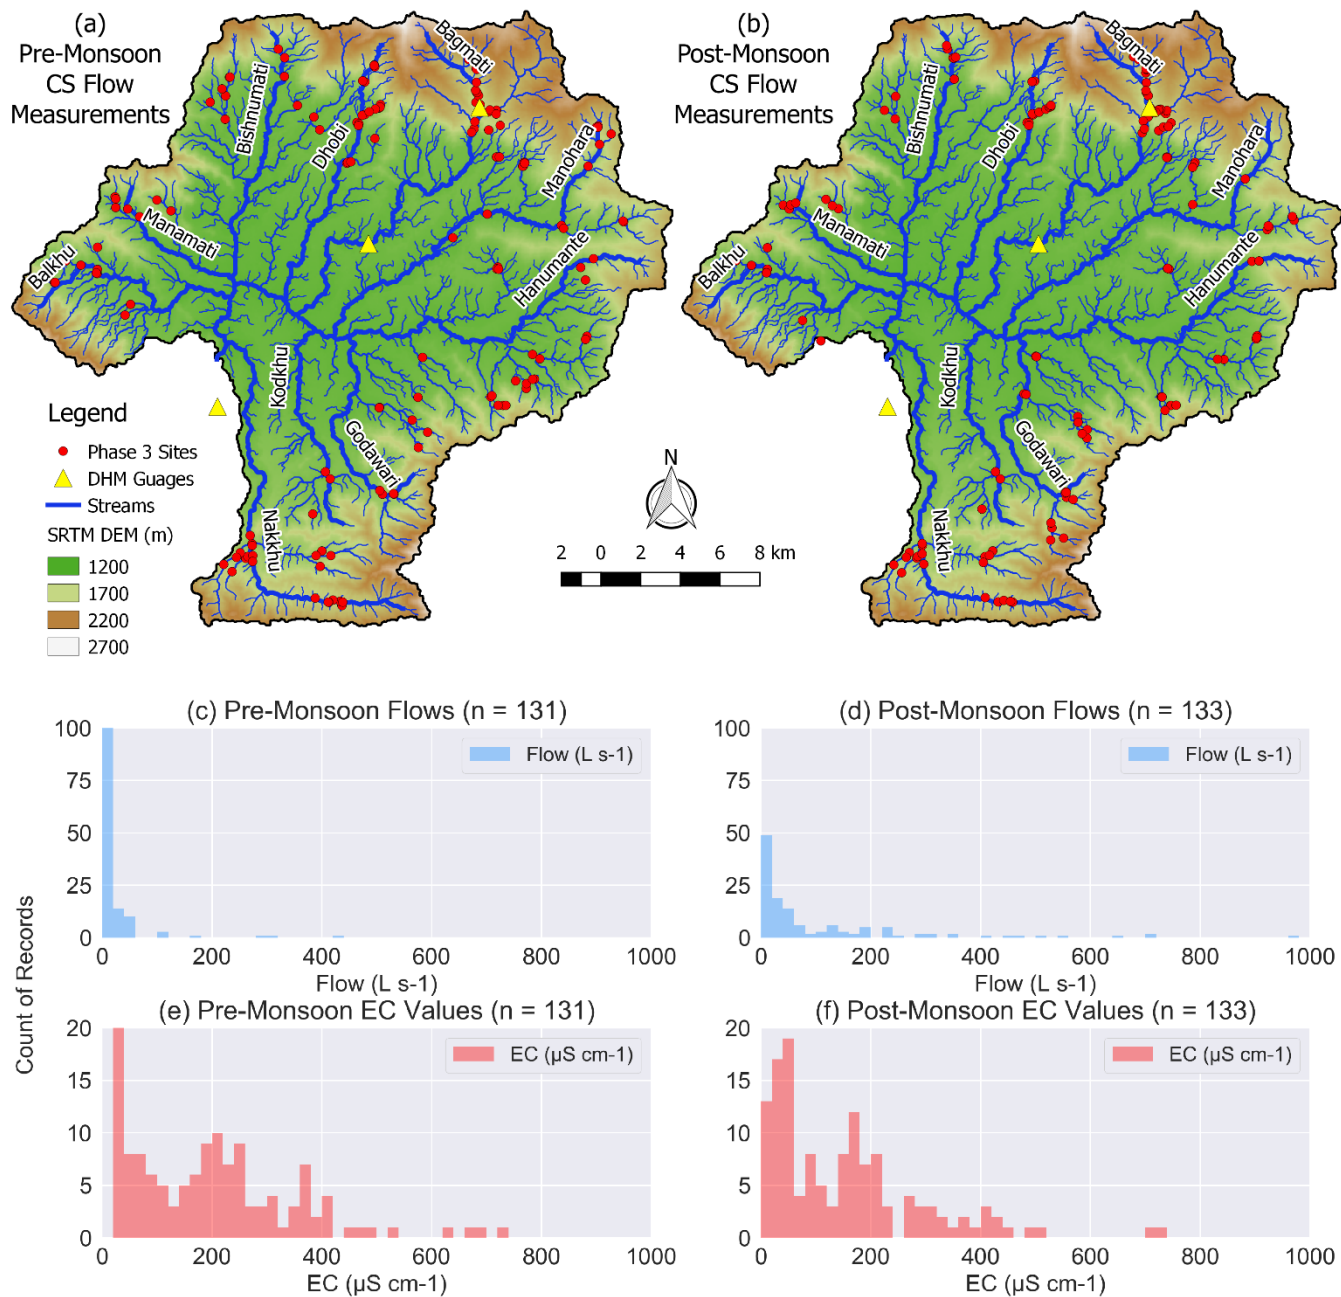 (a)
Pre-Monsoon
CS Flow
Measurements
Bishnumati
Dhobi
Bagmati
Manohara
Manamati
Balkhu
Hanumante
Kodkhu
Godawari
Nakkhu
(b)
Post-Monsoon
CS Flow
Measurements
Bishnumati
Dhobi
Bagmati
Manohara
Manamati
Balkhu
Hanumante
Kodkhu
Godawari
Nakkhu
Legend
Phase 3 Sites
DHM Guages
Streams
SRTM DEM (m)
1200
1700
2200
2700
N
2 0 2 4 6 8 km
(c) Pre-Monsoon Flows (n = 131)
Flow (L s-1)
100
75
50
25
0
0 200 400 600 800 1000
Flow (L s-1)
(d) Post-Monsoon Flows (n = 133)
Flow (L s-1)
100
75
50
25
0
0 200 400 600 800 1000
Flow (L s-1)
Count of Records
(e) Pre-Monsoon EC Values (n = 131)
EC (µS cm-1)
20
15
10
5
0
0 200 400 600 800 1000
EC (µS cm-1)
(f) Post-Monsoon EC Values (n = 133)
EC (µS cm-1)
20
15
10
5
0
0 200 400 600 800 1000
EC (µS cm-1)